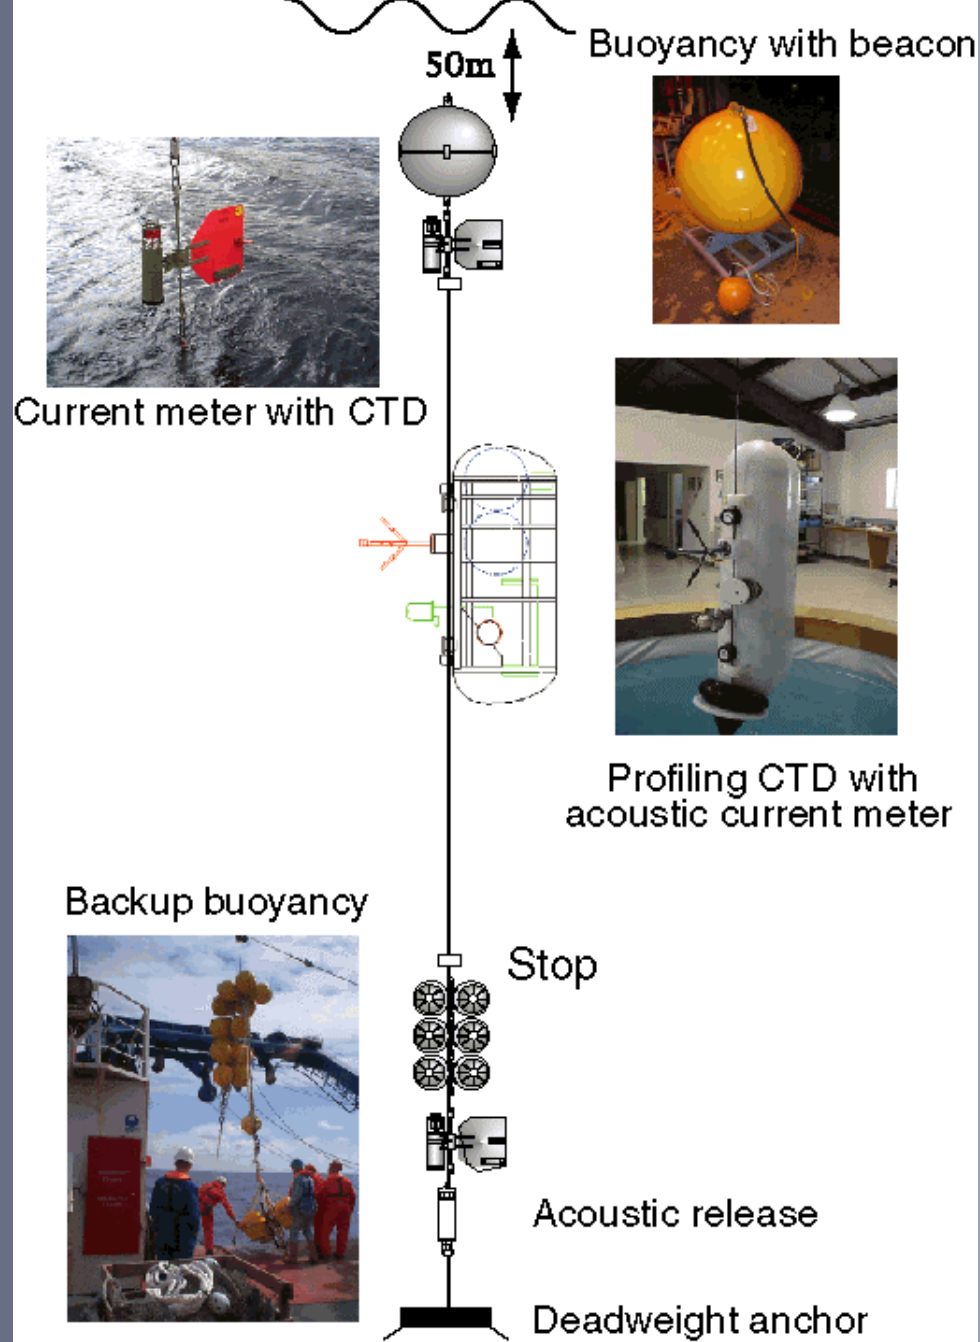 Buoyancy with beacon
50m
Current meter with CTD
Profiling CTD with
acoustic current meter
Backup buoyancy
Stop
Acoustic release
Deadweight anchor